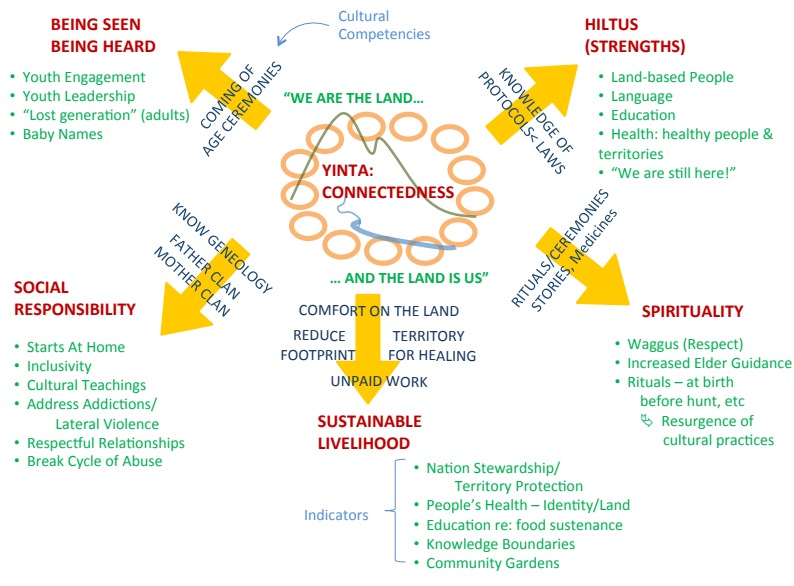 BEING SEEN
BEING HEARD
• Youth Engagement
• Youth Leadership
• “Lost generation” (adults)
• Baby Names
Cultural
Competencies
COMING OF
AGE CEREMONIES
HILTUS
(STRENGTHS)
• Land-based People
• Language
• Education
• Health: healthy people &
territories
• “We are still here!”
KNOWLEDGE OF
PROTOCOLS< LAWS
“WE ARE THE LAND…
YINTA:
CONNECTEDNESS
… AND THE LAND IS US”
KNOW GENEOLOGY
FATHER CLAN
MOTHER CLAN
SOCIAL
RESPONSIBILITY
• Starts At Home
• Inclusivity
• Cultural Teachings
• Address Addictions/
Lateral Violence
• Respectful Relationships
• Break Cycle of Abuse
RITUALS/CEREMONIES
STORIES, Medicines
SPIRITUALITY
• Waggus (Respect)
• Increased Elder Guidance
• Rituals – at birth
before hunt, etc
Resurgence of
cultural practices
COMFORT ON THE LAND
REDUCE
FOOTPRINT
TERRITORY
FOR HEALING
UNPAID WORK
SUSTAINABLE
LIVELIHOOD
Indicators
• Nation Stewardship/
Territory Protection
• People’s Health – Identity/Land
• Education re: food sustenance
• Knowledge Boundaries
• Community Gardens